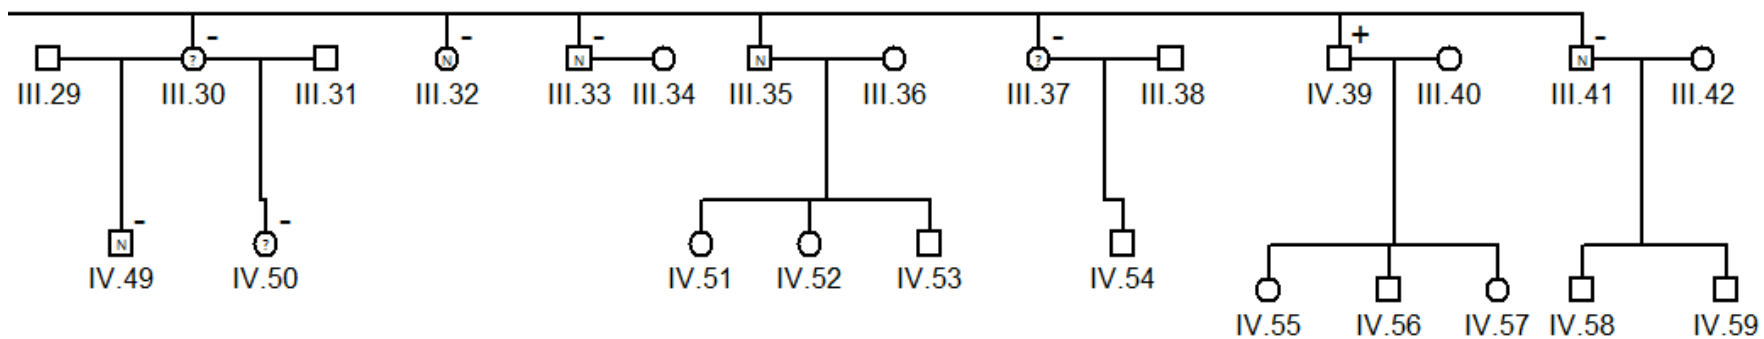 - - - - + -
? N N N ? N
III.29 III.30 III.31 III.32 III.33 III.34 III.35 III.36 III.37 III.38 IV.39 III.40 III.41 III.42
- -
N ?
IV.49 IV.50 IV.51 IV.52 IV.53 IV.54
IV.55 IV.56 IV.57 IV.58 IV.59